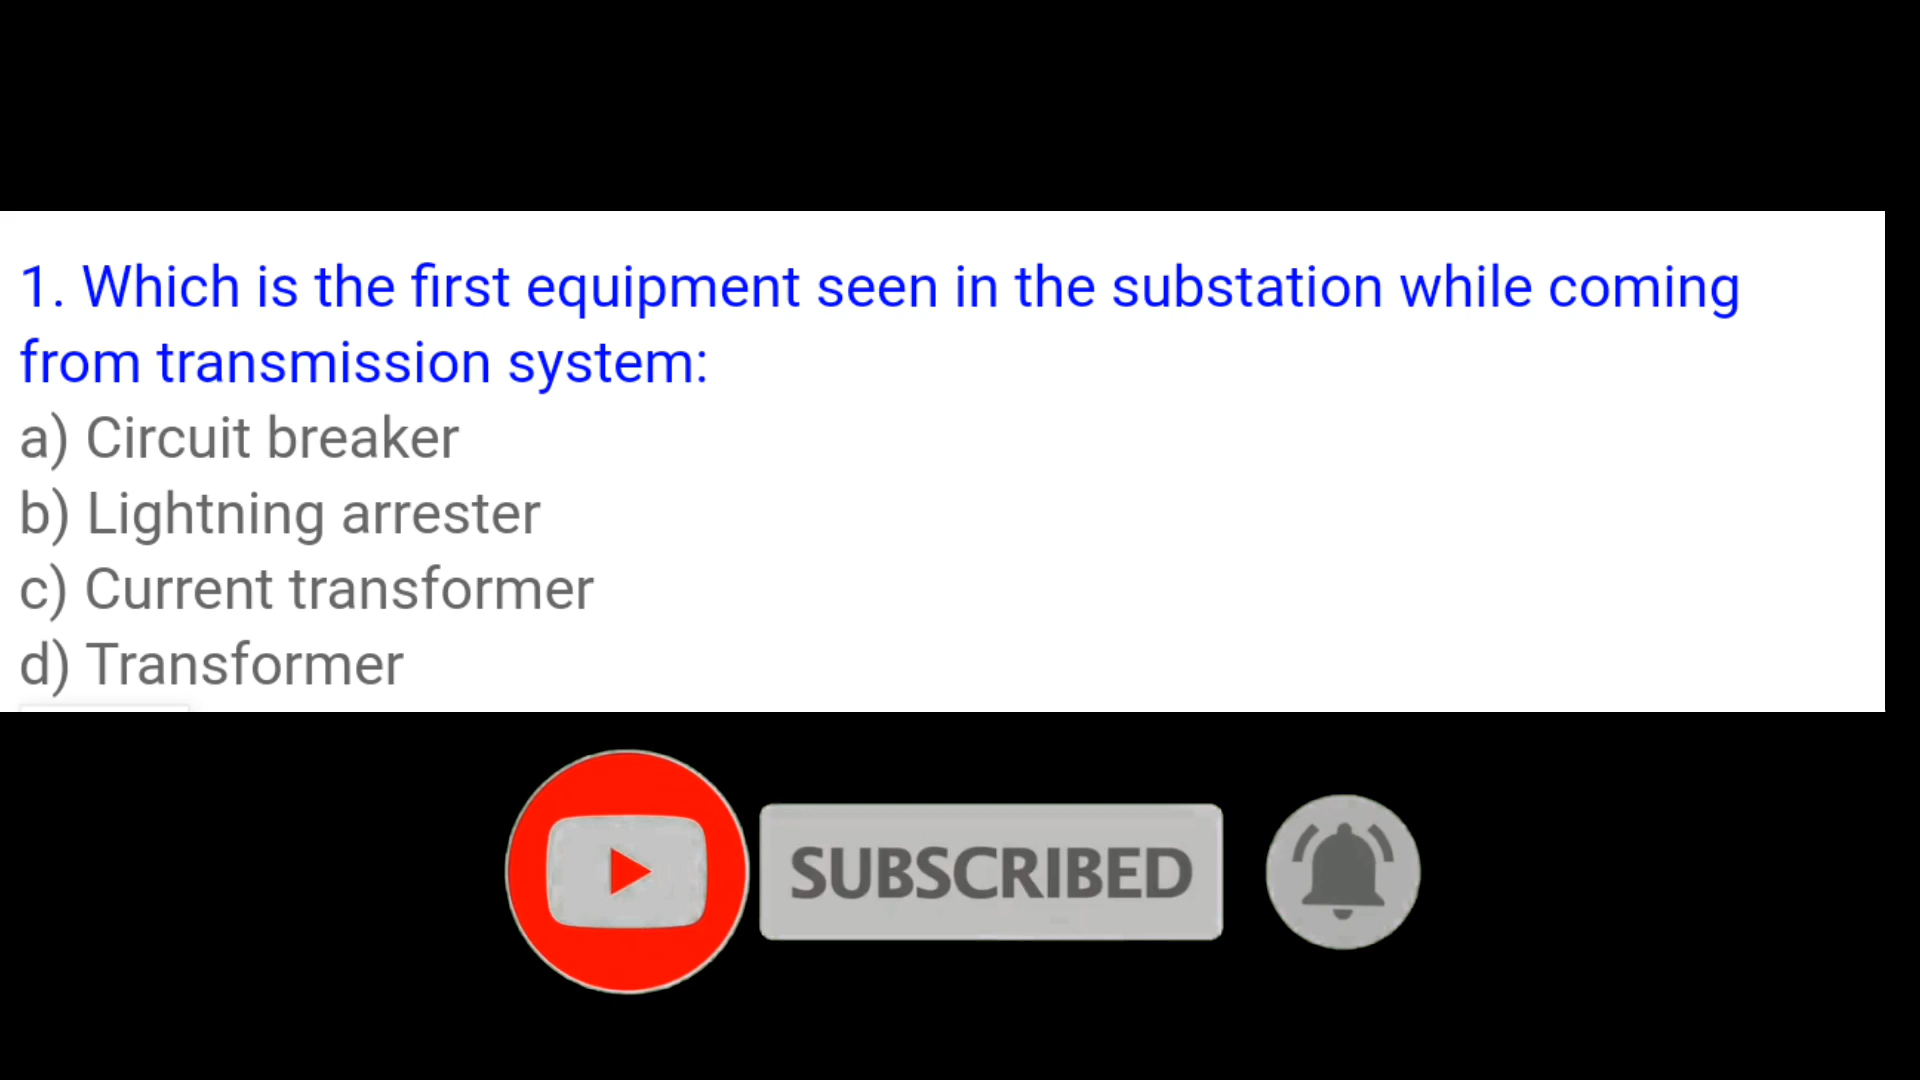 1. Which is the first equipment seen in the substation while coming
from transmission system:
a) Circuit breaker
b) Lightning arrester
c) Current transformer
d) Transformer
SUBSCRIBED